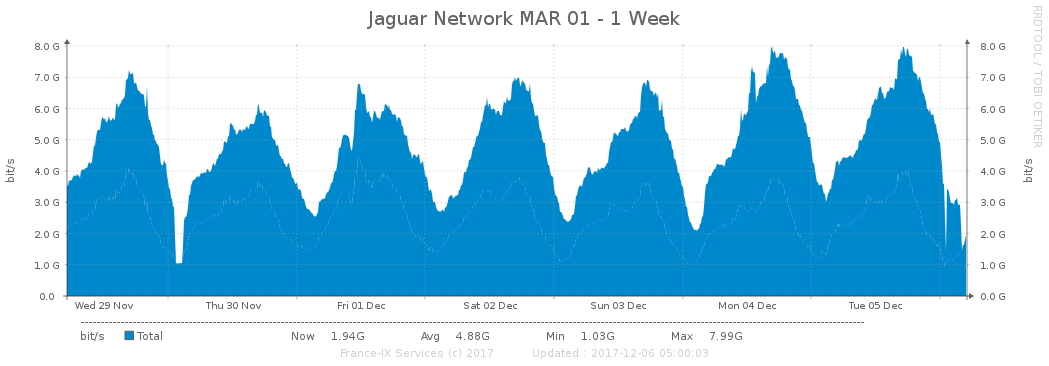 Jaguar Network MAR 01 - 1 Week
RRDTOOL / TOBI OETIKER
bit/s
8.0 G 8.0 G
7.0 G 7.0 G
6.0 G 6.0 G
5.0 G 5.0 G
4.0 G 4.0 G
3.0 G 3.0 G
2.0 G 2.0 G
1.0 G 1.0 G
0.0 0.0 G
bit/s
Wed 29 Nov Thu 30 Nov Fri 01 Dec Sat 02 Dec Sun 03 Dec Mon 04 Dec Tue 05 Dec
bit/s Total Now 1.94G Avg 4.88G Min 1.03G Max 7.99G
France-IX Services (c) 2017 Updated : 2017-12-06 05:00:03